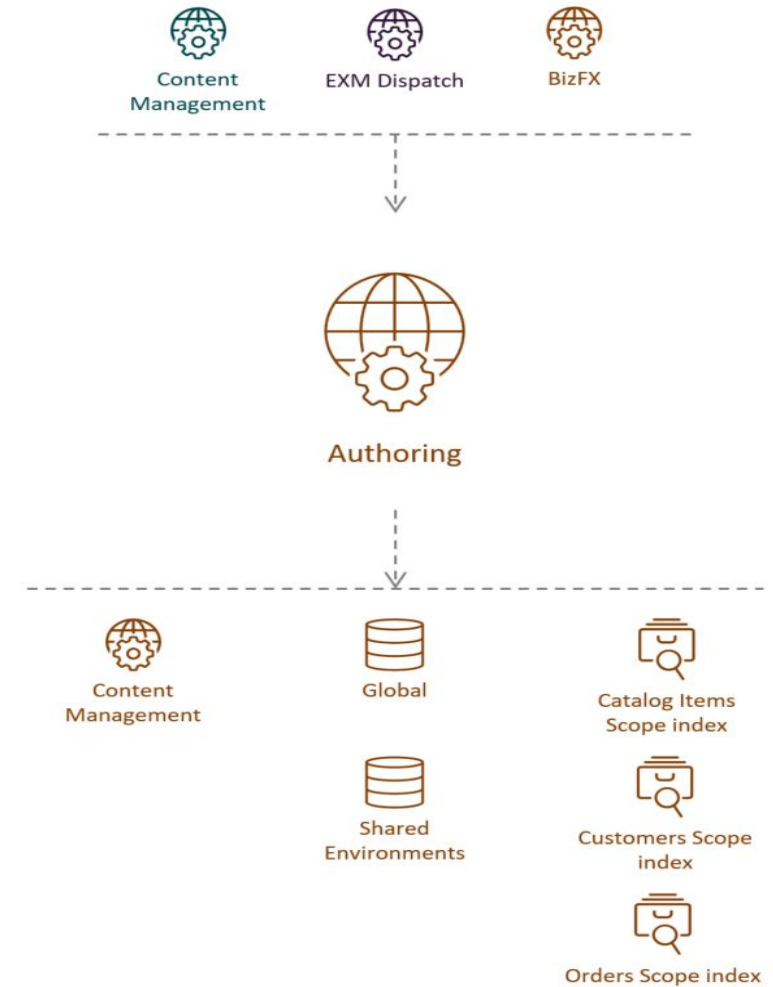 Content
Management
EXM Dispatch
BizFX
Authoring
Content
Management
Global
Catalog Items
Scope index
Shared
Environments
Customers Scope
index
Orders Scope index